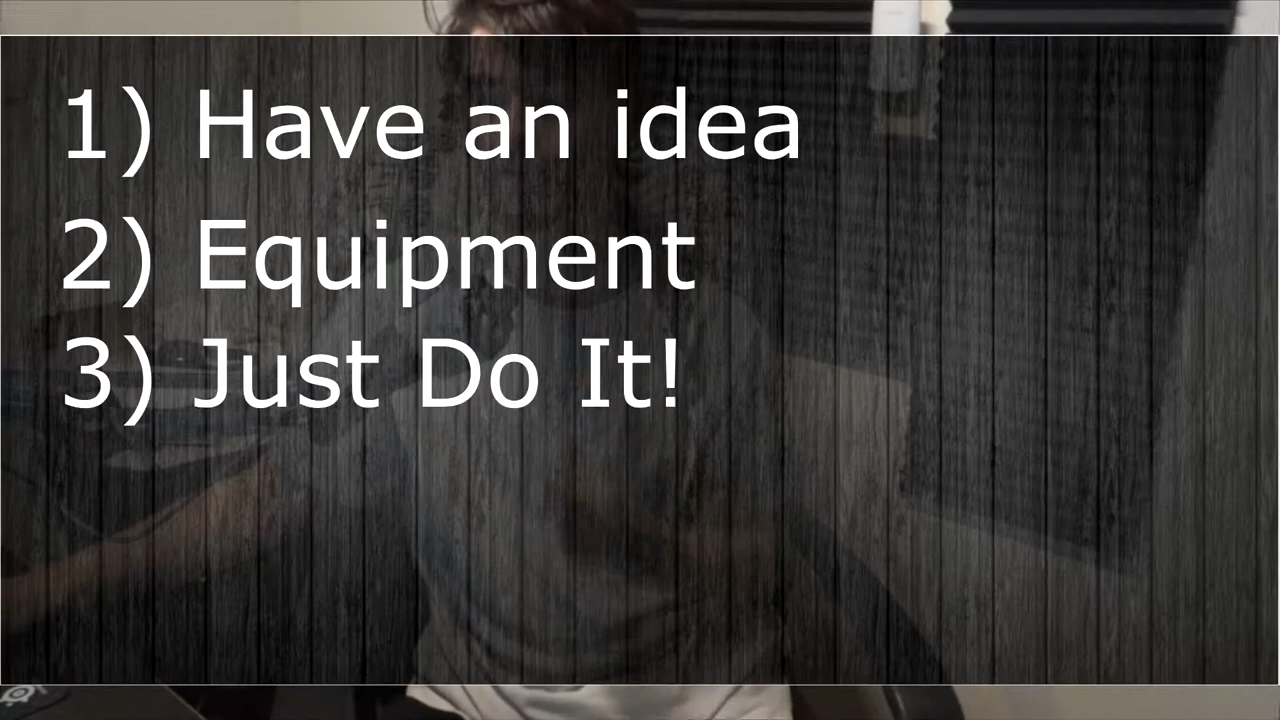 1) Have an idea
2) Equipment
3) Just Do It!